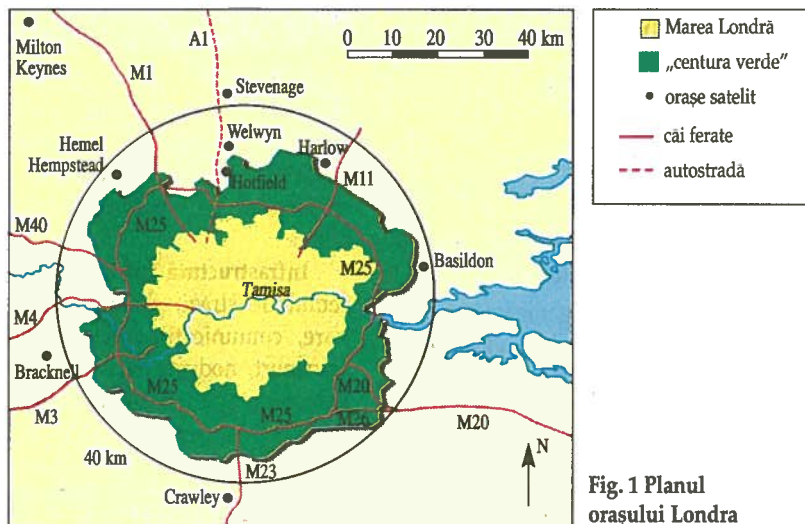 Milton
Keynes
A1
M1
0 10 20 30 40 km
Stevenage
Welwyn
Hemel
Hempstead
Harlow
Hotfield
M11
M40
M25
M25
Basildon
Tamisa
M4
Bracknell
M25
M20
M3
M25
M26
M20
40 km
M23
N
Crawley
Marea Londră
„centura verde”
orașe satelit
căi ferate
autostradă
Fig. 1 Planul
orașului Londra